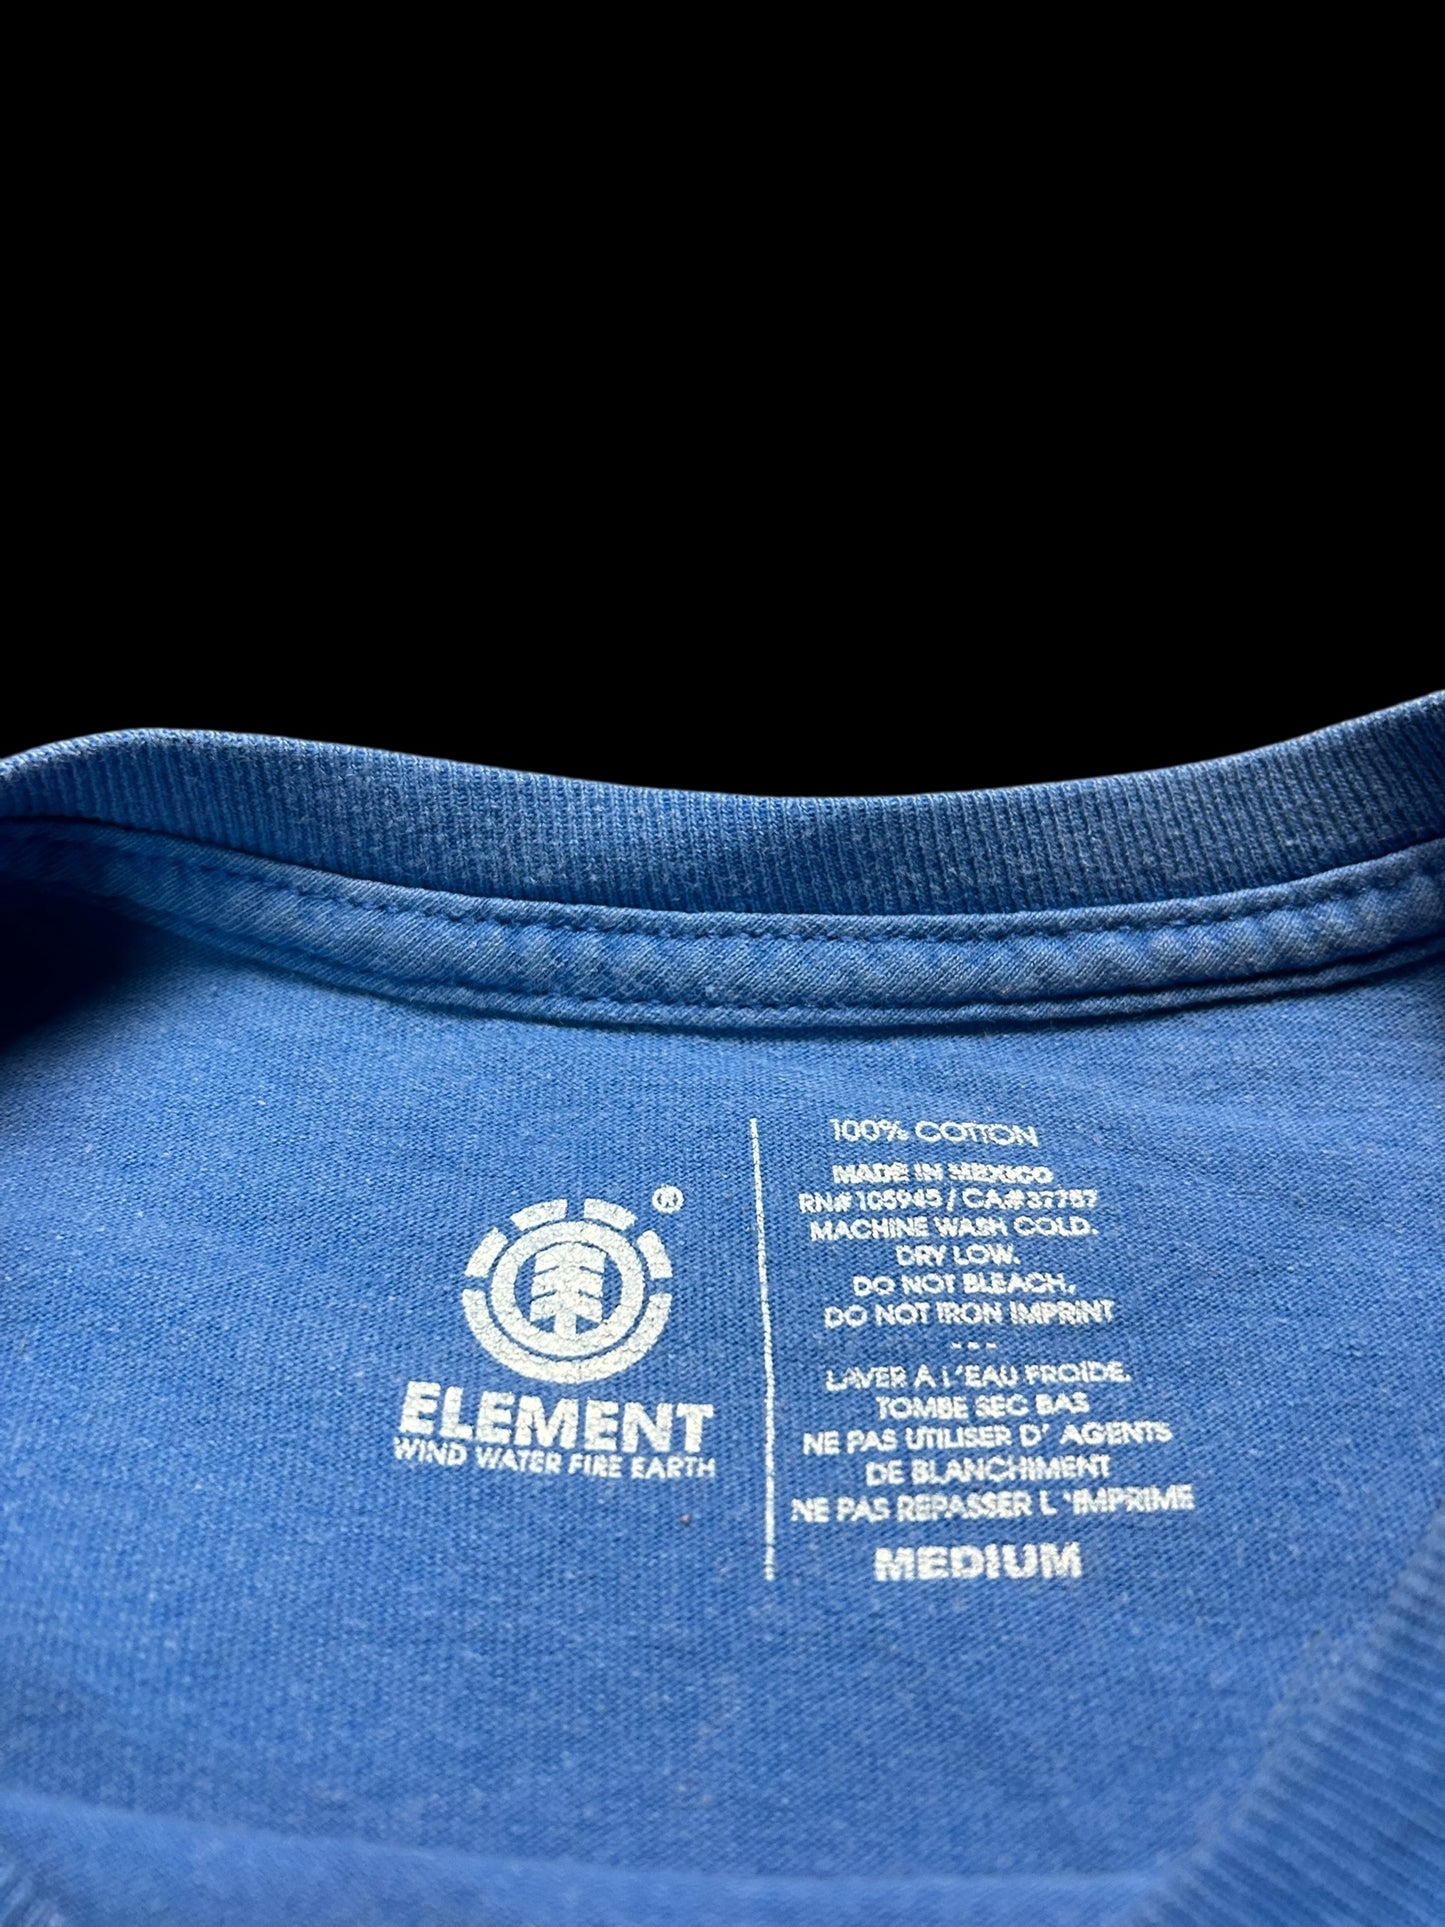 ®
ELEMENT
WIND WATER FIRE EARTH
100% COTTON
MADE IN MEXICO
RN# 105945 / CA# 37757
MACHINE WASH COLD.
DRY LOW.
DO NOT BLEACH,
DO NOT IRON IMPRINT
---
LAVER À L'EAU FROIDE.
TOMBE SEC BAS
NE PAS UTILISER D' AGENTS
DE BLANCHIMENT
NE PAS REPASSER L 'IMPRIME
MEDIUM